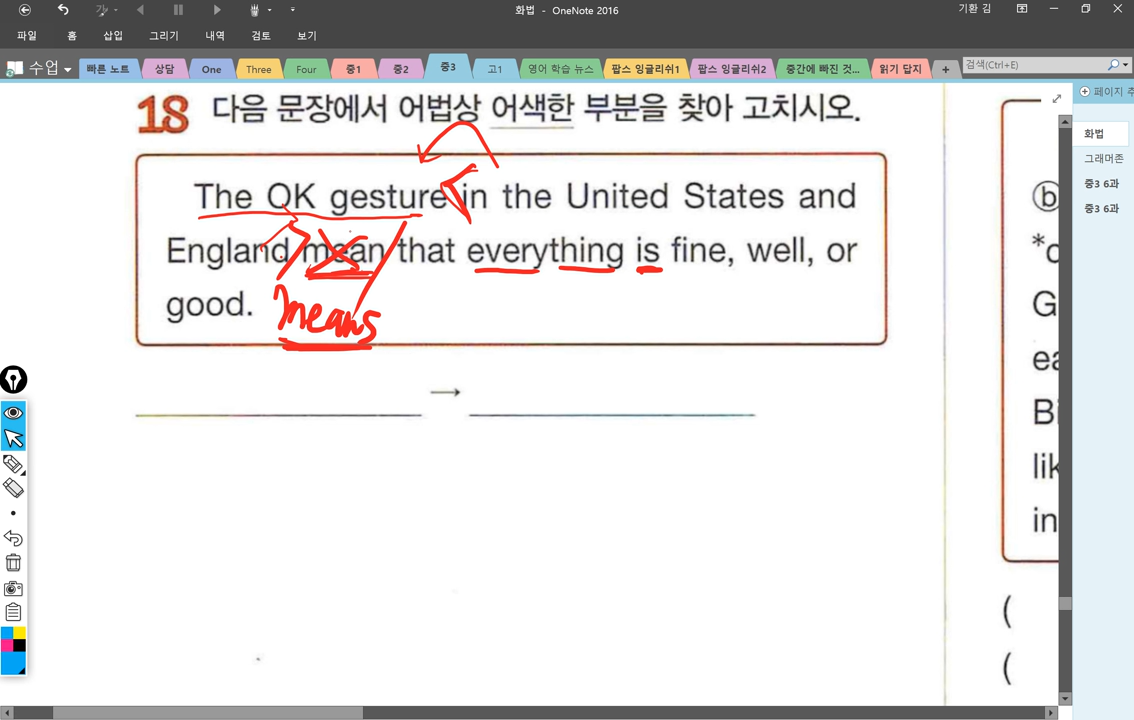 화법 - OneNote 2016
기환 김
파일 홈 삽입 그리기 내역 검토 보기
수업 빠른 노트 상담 One Three Four 중1 중2 중3 고1 영어 학습 뉴스 팝스 잉글리쉬1 팝스 잉글리쉬2 중간에 빠진 것... 읽기 답지 + 검색(Ctrl+E)
페이지 추
화법
그래머존
중3 6과
중3 6과
18 다음 문장에서 어법상 어색한 부분을 찾아 고치시오.
The OK gesture in the United States and
England mean that everything is fine, well, or
good.
means
→
ⓑ
*c
G
ea
Bi
lik
in
(
(